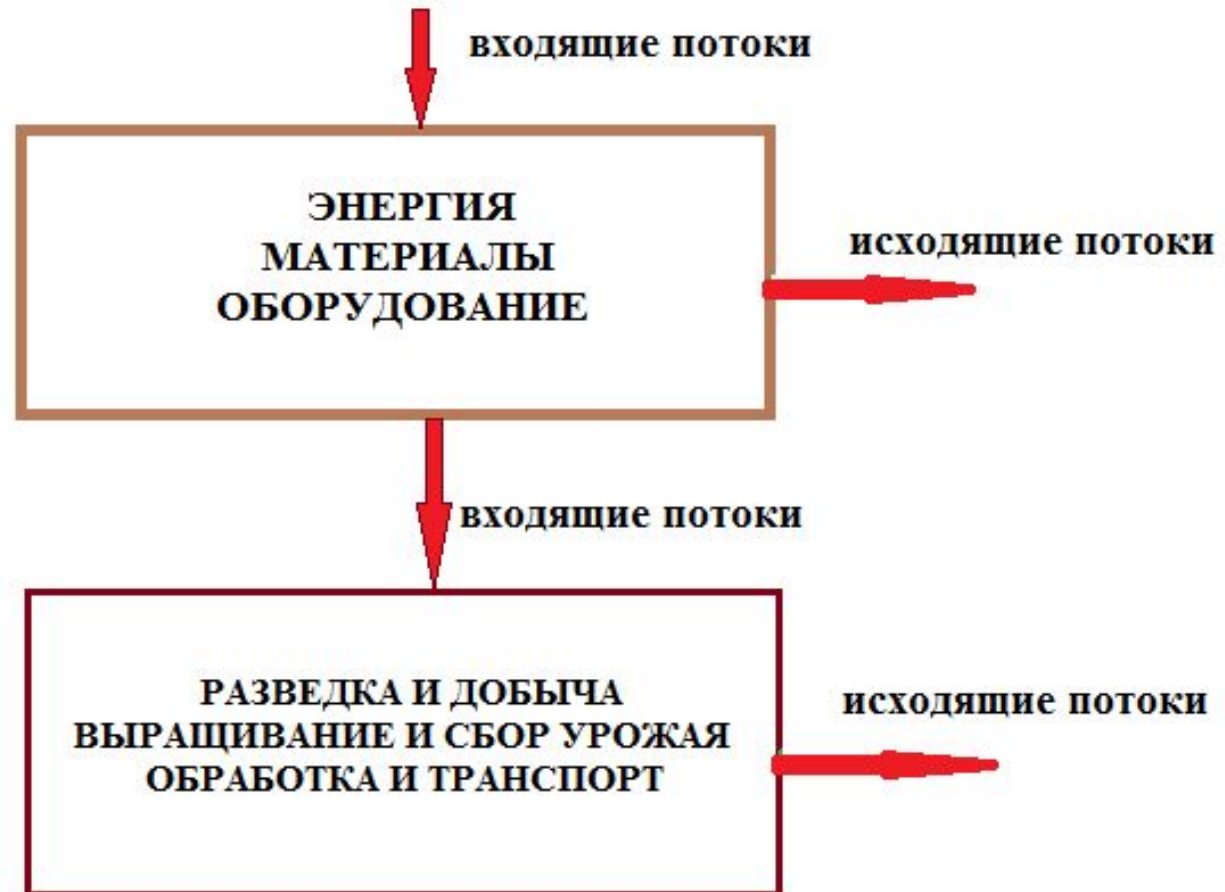 входящие потоки
ЭНЕРГИЯ
МАТЕРИАЛЫ
ОБОРУДОВАНИЕ
исходящие потоки
входящие потоки
РАЗВЕДКА И ДОБЫЧА
ВЫРАЩИВАНИЕ И СБОР УРОЖАЯ
ОБРАБОТКА И ТРАНСПОРТ
исходящие потоки